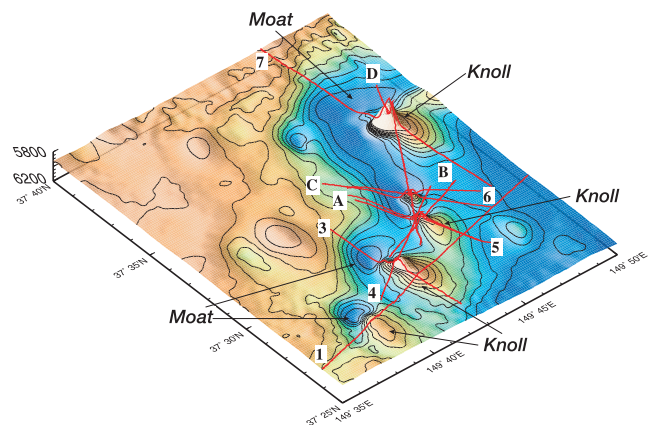 Moat
7
D
Knoll
5800
6200
37° 40'N
C
B
A
6
Knoll
3
37° 35'N
5
149° 50'E
4
149° 45'E
Moat
37° 30'N
Knoll
1
149° 40'E
37° 25'N
149° 35'E